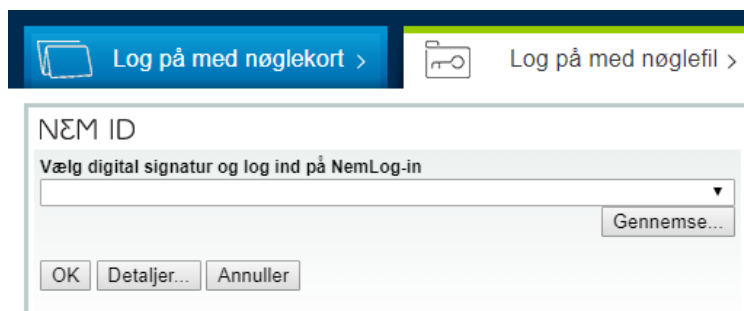 Log på med nøglekort >
Log på med nøglefil >
NEM ID
Vælg digital signatur og log ind på NemLog-in
Gennemse...
OK Detaljer... Annuller